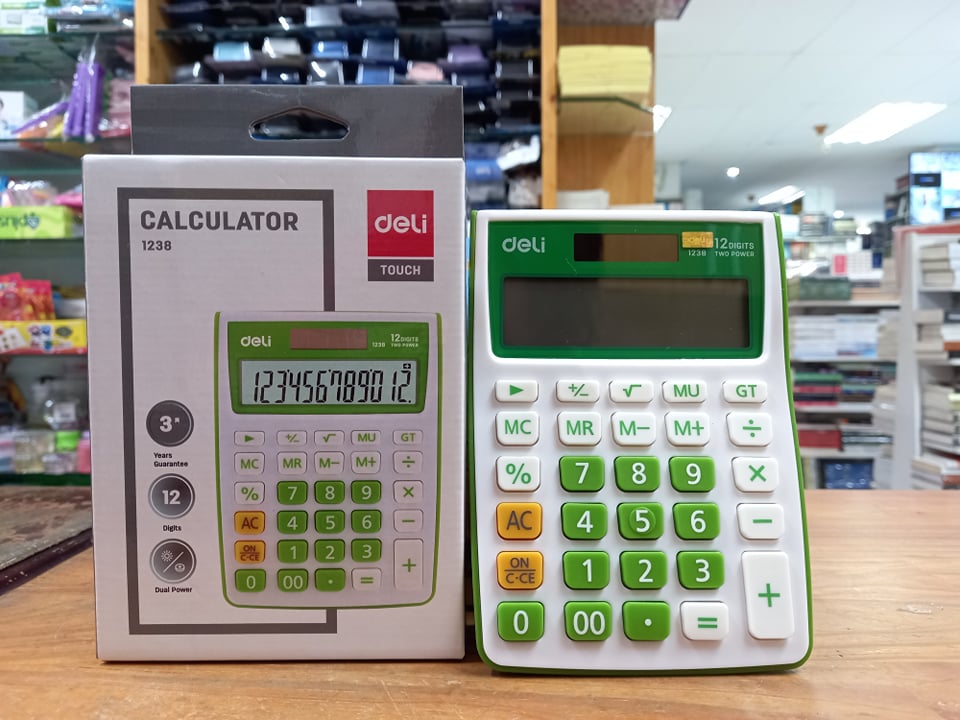 CALCULATOR
1238
deli
TOUCH
deli
1238
12 DIGITS
TWO POWER
123456789012
▶ +/− √ MU GT
MC MR M− M+ ÷
% 7 8 9 ×
AC 4 5 6 −
ON
C·CE 1 2 3 +
0 00 · =
3
Years
Guarantee
12
Digits
Dual Power
deli
1238
12 DIGITS
TWO POWER
▶ +/− √ MU GT
MC MR M− M+ ÷
% 7 8 9 ×
AC 4 5 6 −
ON
C·CE 1 2 3 +
0 00 · =